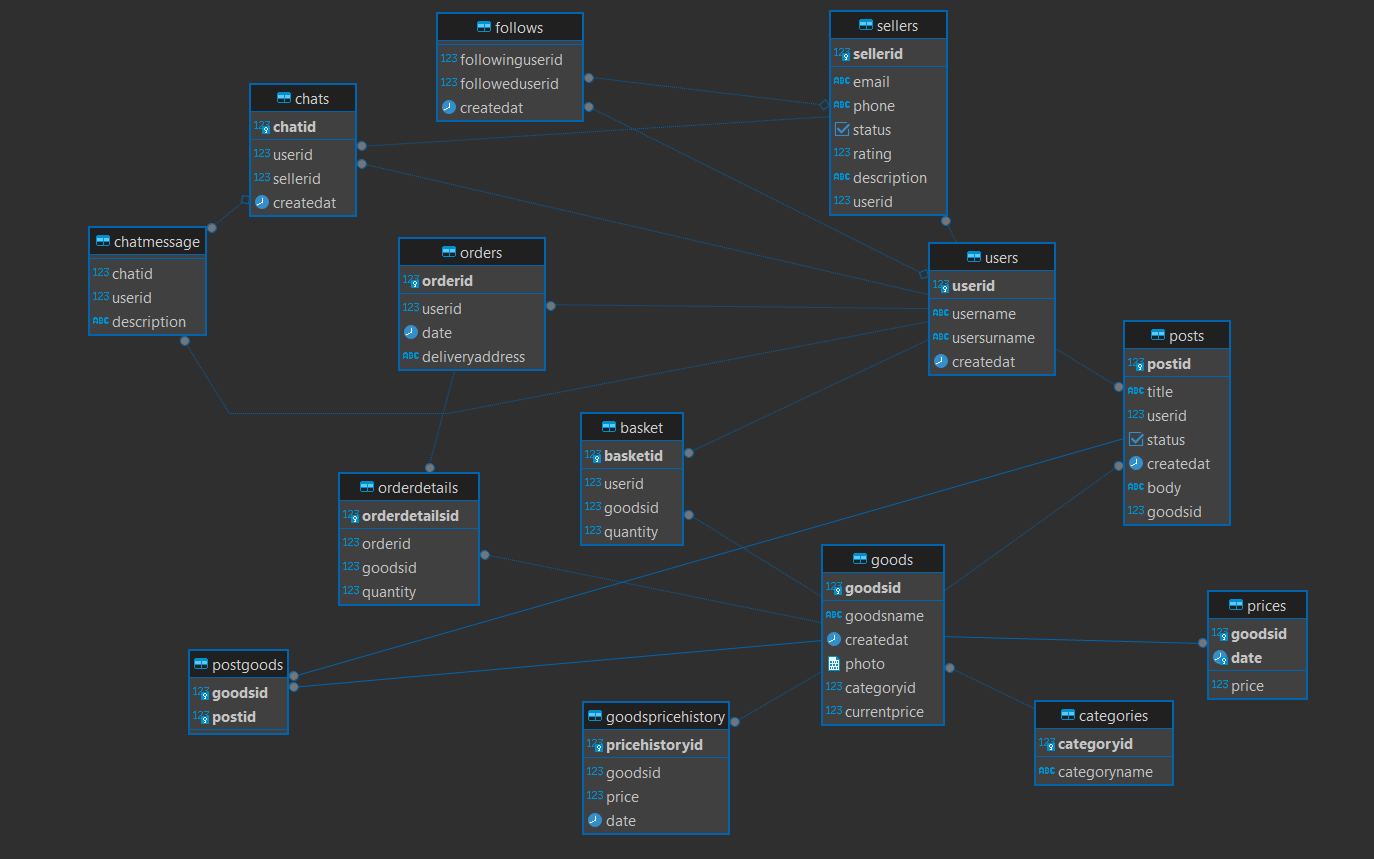 follows
123 followinguserid
123 followeduserid
createdat
sellers
123 sellerid
ABC email
ABC phone
status
123 rating
ABC description
123 userid
chats
123 chatid
123 userid
123 sellerid
createdat
chatmessage
123 chatid
123 userid
ABC description
orders
123 orderid
123 userid
date
ABC deliveryaddress
users
123 userid
ABC username
ABC usersurname
createdat
posts
123 postid
ABC title
123 userid
status
createdat
ABC body
123 goodsid
basket
123 basketid
123 userid
123 goodsid
123 quantity
orderdetails
123 orderdetailsid
123 orderid
123 goodsid
123 quantity
goods
123 goodsid
ABC goodsname
createdat
photo
123 categoryid
123 currentprice
prices
123 goodsid
date
123 price
postgoods
123 goodsid
123 postid
goodspricehistory
123 pricehistoryid
123 goodsid
123 price
date
categories
123 categoryid
ABC categoryname